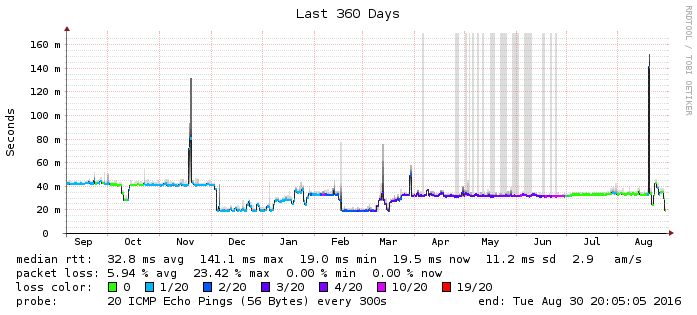 Last 360 Days
RRDTOOL / TOBI OETIKER
Seconds
160 m
140 m
120 m
100 m
80 m
60 m
40 m
20 m
0
Sep Oct Nov Dec Jan Feb Mar Apr May Jun Jul Aug
median rtt: 32.8 ms avg 141.1 ms max 19.0 ms min 19.5 ms now 11.2 ms sd 2.9 am/s
packet loss: 5.94 % avg 23.42 % max 0.00 % min 0.00 % now
loss color: 0 1/20 2/20 3/20 4/20 10/20 19/20
probe: 20 ICMP Echo Pings (56 Bytes) every 300s end: Tue Aug 30 20:05:05 2016